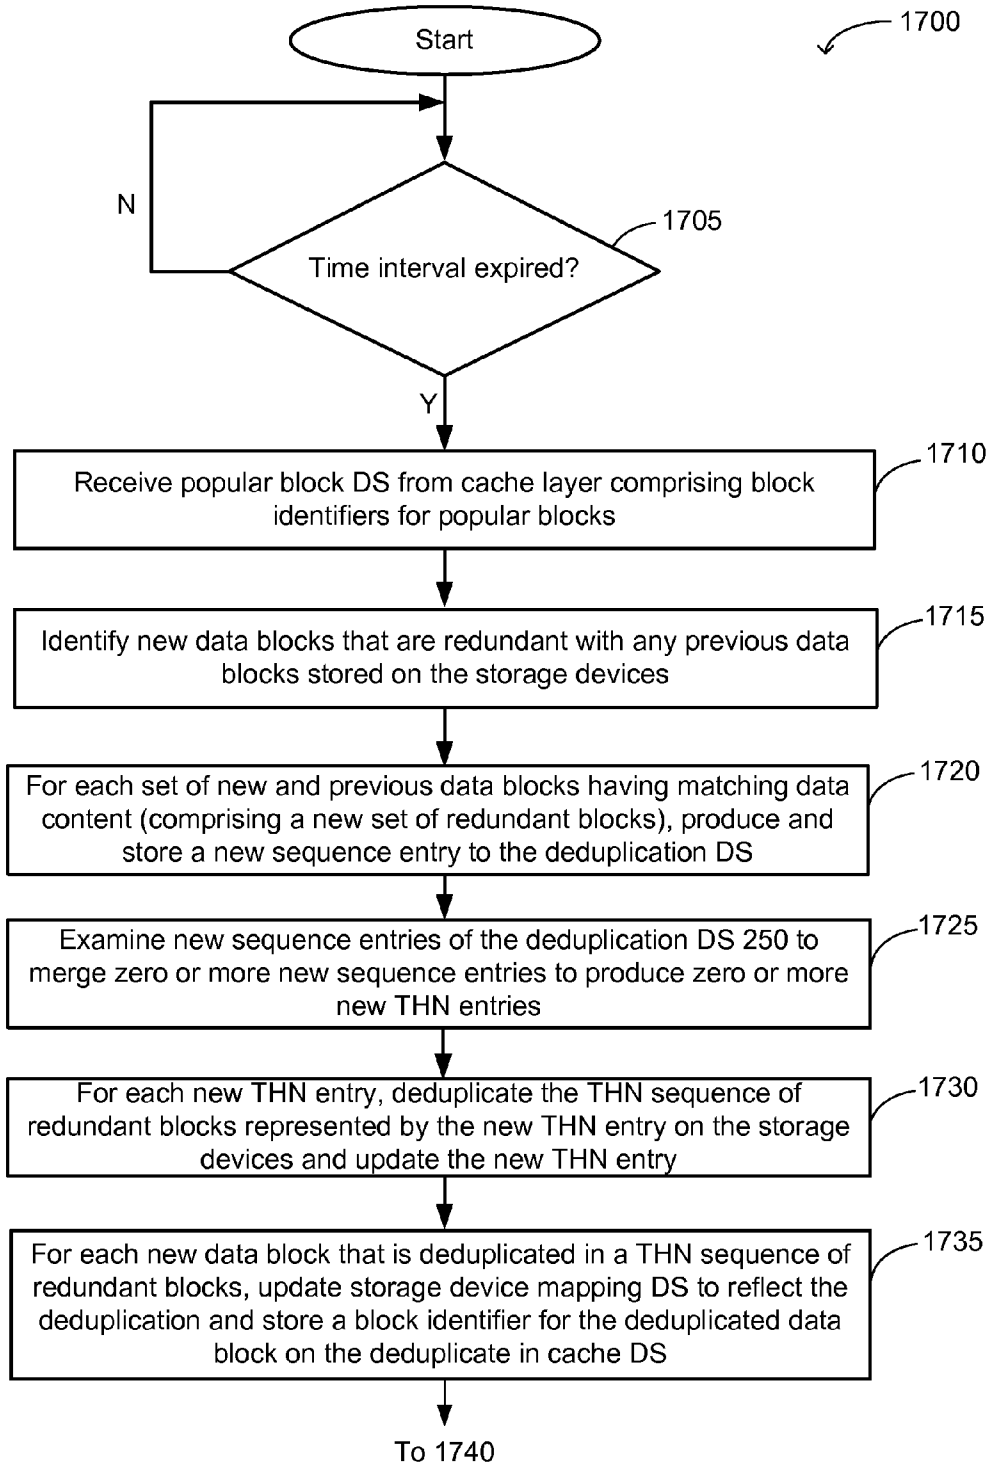 Start
1700
N
1705
Time interval expired?
Y
1710
Receive popular block DS from cache layer comprising block
identifiers for popular blocks
1715
Identify new data blocks that are redundant with any previous data
blocks stored on the storage devices
1720
For each set of new and previous data blocks having matching data
content (comprising a new set of redundant blocks), produce and
store a new sequence entry to the deduplication DS
1725
Examine new sequence entries of the deduplication DS 250 to
merge zero or more new sequence entries to produce zero or more
new THN entries
1730
For each new THN entry, deduplicate the THN sequence of
redundant blocks represented by the new THN entry on the storage
devices and update the new THN entry
1735
For each new data block that is deduplicated in a THN sequence of
redundant blocks, update storage device mapping DS to reflect the
deduplication and store a block identifier for the deduplicated data
block on the deduplicate in cache DS
To 1740